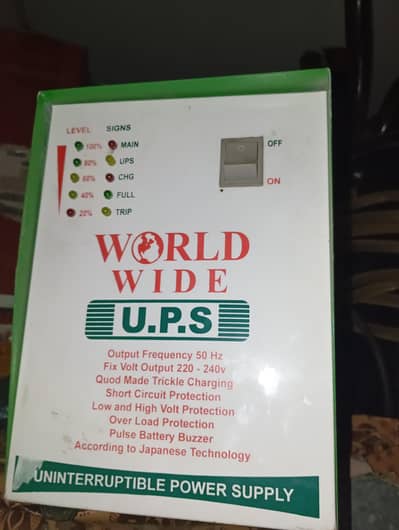 LEVEL SIGNS
100% MAIN
80% UPS
60% CHG
40% FULL
20% TRIP
OFF
ON
WORLD
WIDE
U.P.S
Output Frequency 50 Hz
Fix Volt Output 220 - 240v
Quod Made Trickle Charging
Short Circuit Protection
Low and High Volt Protection
Over Load Protection
Pulse Battery Buzzer
According to Japanese Technology
UNINTERRUPTIBLE POWER SUPPLY